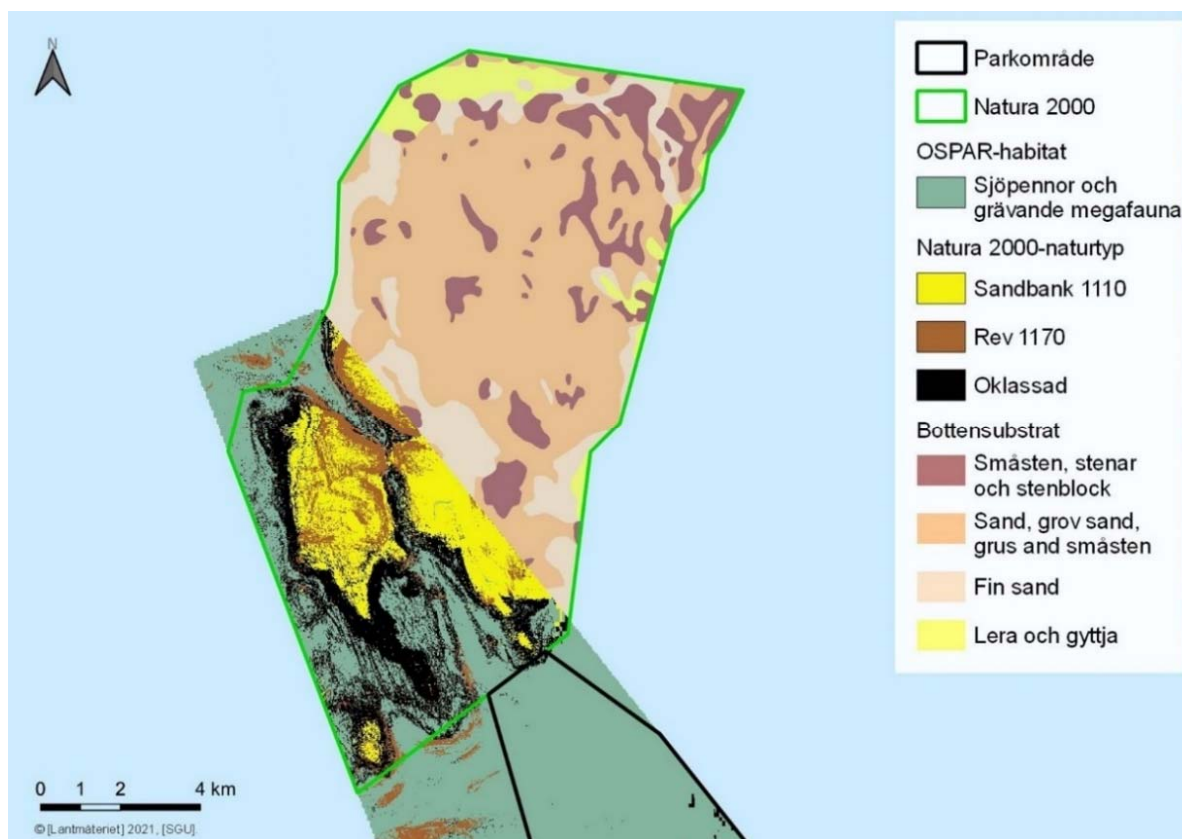 N
Parkområde
Natura 2000
OSPAR-habitat
Sjöpennor och
grävande megafauna
Natura 2000-naturtyp
Sandbank 1110
Rev 1170
Oklassad
Bottensubstrat
Småsten, stenar
och stenblock
Sand, grov sand,
grus and småsten
Fin sand
Lera och gyttja
0 1 2 4 km
© [Lantmäteriet] 2021, [SGU].